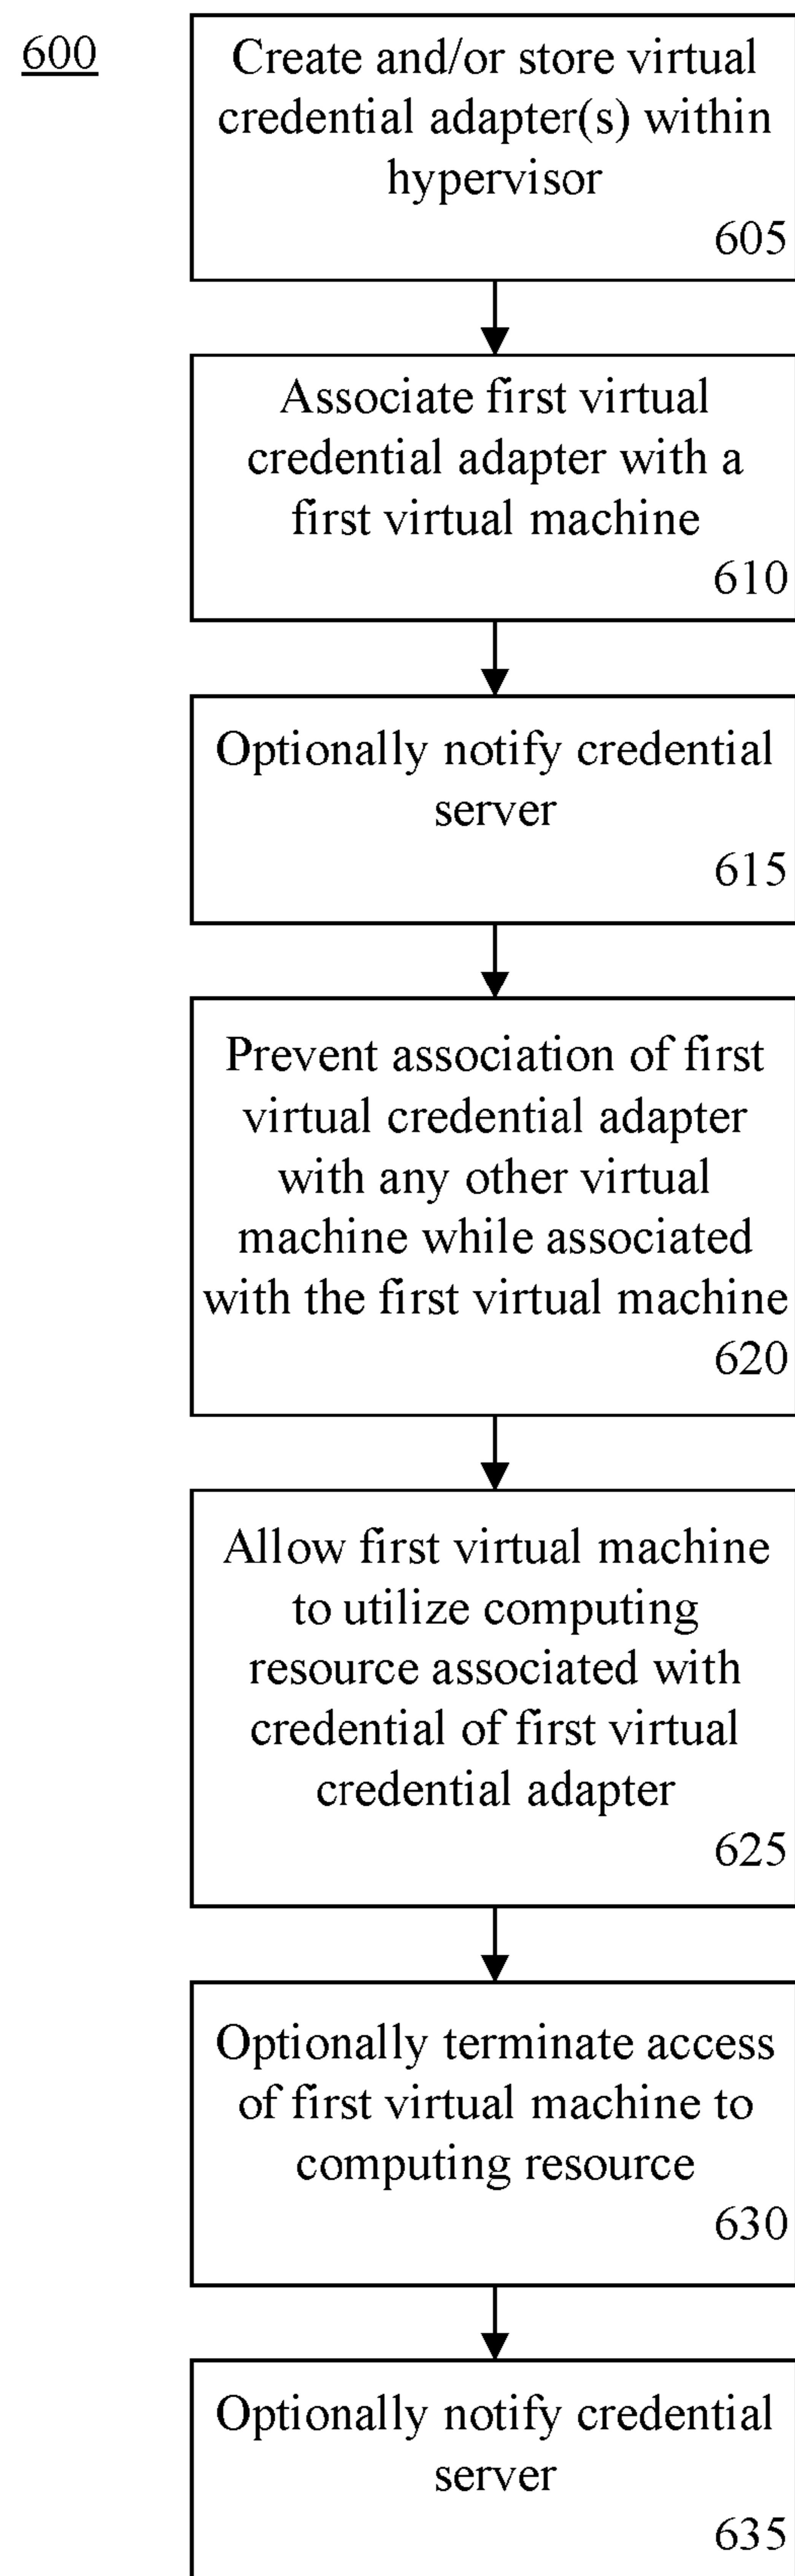 600
Create and/or store virtual
credential adapter(s) within
hypervisor
605
Associate first virtual
credential adapter with a
first virtual machine
610
Optionally notify credential
server
615
Prevent association of first
virtual credential adapter
with any other virtual
machine while associated
with the first virtual machine
620
Allow first virtual machine
to utilize computing
resource associated with
credential of first virtual
credential adapter
625
Optionally terminate access
of first virtual machine to
computing resource
630
Optionally notify credential
server
635